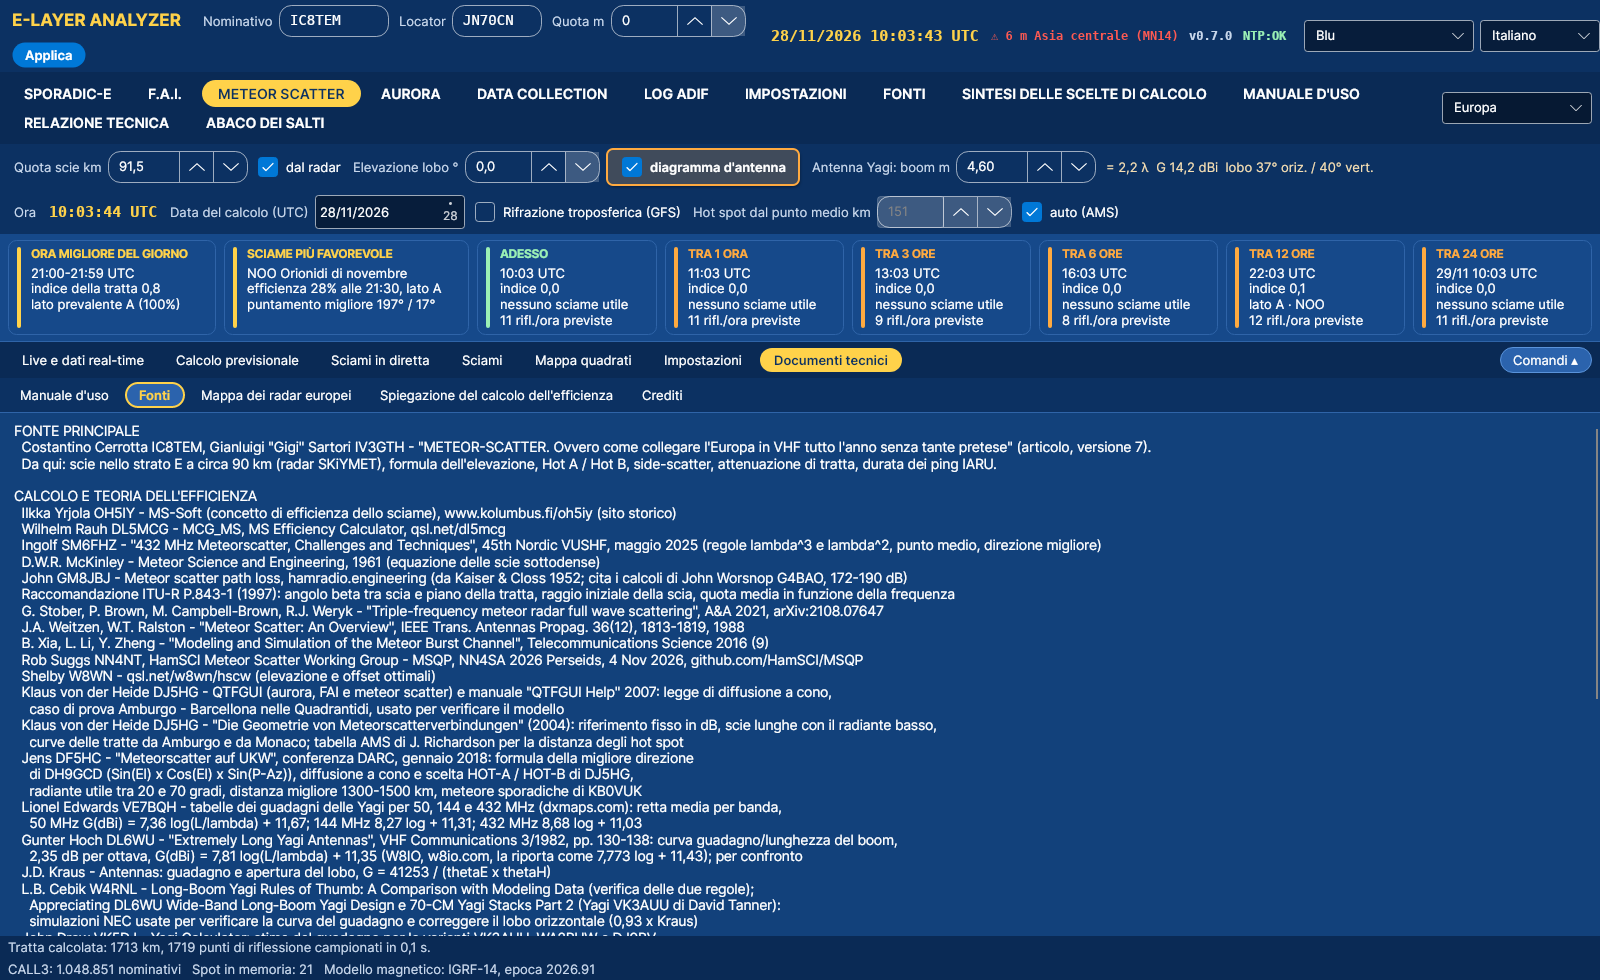 E-LAYER ANALYZER Nominativo IC8TEM Locator JN70CN Quota m 0
28/11/2026 10:03:43 UTC ⚠ 6 m Asia centrale (MN14) v0.7.0 NTP:OK Blu Italiano
Applica
SPORADIC-E F.A.I. METEOR SCATTER AURORA DATA COLLECTION LOG ADIF IMPOSTAZIONI FONTI SINTESI DELLE SCELTE DI CALCOLO MANUALE D'USO
RELAZIONE TECNICA ABACO DEI SALTI
Europa
Quota scie km 91,5 dal radar Elevazione lobo ° 0,0 diagramma d'antenna Antenna Yagi: boom m 4,60 = 2,2 λ G 14,2 dBi lobo 37° oriz. / 40° vert.
Ora 10:03:44 UTC Data del calcolo (UTC) 28/11/2026 28 Rifrazione troposferica (GFS) Hot spot dal punto medio km 151 auto (AMS)
ORA MIGLIORE DEL GIORNO
21:00-21:59 UTC
indice della tratta 0,8
lato prevalente A (100%)
SCIAME PIÙ FAVOREVOLE
NOO Orionidi di novembre
efficienza 28% alle 21:30, lato A
puntamento migliore 197° / 17°
ADESSO
10:03 UTC
indice 0,0
nessuno sciame utile
11 rifl./ora previste
TRA 1 ORA
11:03 UTC
indice 0,0
nessuno sciame utile
11 rifl./ora previste
TRA 3 ORE
13:03 UTC
indice 0,0
nessuno sciame utile
9 rifl./ora previste
TRA 6 ORE
16:03 UTC
indice 0,0
nessuno sciame utile
8 rifl./ora previste
TRA 12 ORE
22:03 UTC
indice 0,1
lato A · NOO
12 rifl./ora previste
TRA 24 ORE
29/11 10:03 UTC
indice 0,0
nessuno sciame utile
11 rifl./ora previste
Live e dati real-time Calcolo previsionale Sciami in diretta Sciami Mappa quadrati Impostazioni Documenti tecnici Comandi ▴
Manuale d'uso Fonti Mappa dei radar europei Spiegazione del calcolo dell'efficienza Crediti
FONTE PRINCIPALE
Costantino Cerrotta IC8TEM, Gianluigi "Gigi" Sartori IV3GTH - "METEOR-SCATTER. Ovvero come collegare l'Europa in VHF tutto l'anno senza tante pretese" (articolo, versione 7).
Da qui: scie nello strato E a circa 90 km (radar SKiYMET), formula dell'elevazione, Hot A / Hot B, side-scatter, attenuazione di tratta, durata dei ping IARU.
CALCOLO E TEORIA DELL'EFFICIENZA
Ilkka Yrjola OH5IY - MS-Soft (concetto di efficienza dello sciame), www.kolumbus.fi/oh5iy (sito storico)
Wilhelm Rauh DL5MCG - MCG_MS, MS Efficiency Calculator, qsl.net/dl5mcg
Ingolf SM6FHZ - "432 MHz Meteorscatter, Challenges and Techniques", 45th Nordic VUSHF, maggio 2025 (regole lambda^3 e lambda^2, punto medio, direzione migliore)
D.W.R. McKinley - Meteor Science and Engineering, 1961 (equazione delle scie sottodense)
John GM8JBJ - Meteor scatter path loss, hamradio.engineering (da Kaiser & Closs 1952; cita i calcoli di John Worsnop G4BAO, 172-190 dB)
Raccomandazione ITU-R P.843-1 (1997): angolo beta tra scia e piano della tratta, raggio iniziale della scia, quota media in funzione della frequenza
G. Stober, P. Brown, M. Campbell-Brown, R.J. Weryk - "Triple-frequency meteor radar full wave scattering", A&A 2021, arXiv:2108.07647
J.A. Weitzen, W.T. Ralston - "Meteor Scatter: An Overview", IEEE Trans. Antennas Propag. 36(12), 1813-1819, 1988
B. Xia, L. Li, Y. Zheng - "Modeling and Simulation of the Meteor Burst Channel", Telecommunications Science 2016 (9)
Rob Suggs NN4NT, HamSCI Meteor Scatter Working Group - MSQP, NN4SA 2026 Perseids, 4 Nov 2026, github.com/HamSCI/MSQP
Shelby W8WN - qsl.net/w8wn/hscw (elevazione e offset ottimali)
Klaus von der Heide DJ5HG - QTFGUI (aurora, FAI e meteor scatter) e manuale "QTFGUI Help" 2007: legge di diffusione a cono,
caso di prova Amburgo - Barcellona nelle Quadrantidi, usato per verificare il modello
Klaus von der Heide DJ5HG - "Die Geometrie von Meteorscatterverbindungen" (2004): riferimento fisso in dB, scie lunghe con il radiante basso,
curve delle tratte da Amburgo e da Monaco; tabella AMS di J. Richardson per la distanza degli hot spot
Jens DF5HC - "Meteorscatter auf UKW", conferenza DARC, gennaio 2018: formula della migliore direzione
di DH9GCD (Sin(El) x Cos(El) x Sin(P-Az)), diffusione a cono e scelta HOT-A / HOT-B di DJ5HG,
radiante utile tra 20 e 70 gradi, distanza migliore 1300-1500 km, meteore sporadiche di KB0VUK
Lionel Edwards VE7BQH - tabelle dei guadagni delle Yagi per 50, 144 e 432 MHz (dxmaps.com): retta media per banda,
50 MHz G(dBi) = 7,36 log(L/lambda) + 11,67; 144 MHz 8,27 log + 11,31; 432 MHz 8,68 log + 11,03
Gunter Hoch DL6WU - "Extremely Long Yagi Antennas", VHF Communications 3/1982, pp. 130-138: curva guadagno/lunghezza del boom,
2,35 dB per ottava, G(dBi) = 7,81 log(L/lambda) + 11,35 (W8IO, w8io.com, la riporta come 7,773 log + 11,43); per confronto
J.D. Kraus - Antennas: guadagno e apertura del lobo, G = 41253 / (thetaE x thetaH)
L.B. Cebik W4RNL - Long-Boom Yagi Rules of Thumb: A Comparison with Modeling Data (verifica delle due regole);
Appreciating DL6WU Wide-Band Long-Boom Yagi Design e 70-CM Yagi Stacks Part 2 (Yagi VK3AUU di David Tanner):
simulazioni NEC usate per verificare la curva del guadagno e correggere il lobo orizzontale (0,93 x Kraus)
Tratta calcolata: 1713 km, 1719 punti di riflessione campionati in 0,1 s.
CALL3: 1.048.851 nominativi Spot in memoria: 21 Modello magnetico: IGRF-14, epoca 2026.91